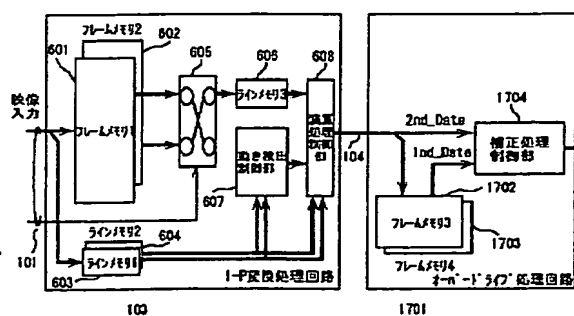 フレームメモリ2
601
602
605
606
608
映像
入力
フレームメモリ1
ラインメモリ3
動き検出
制御部
607
ラインメモリ2
604
ラインメモリ1
603
101
I-P変換処理回路
103
104
2nd_Date
1nd_Date
1704
補正処理
制御部
1702
フレームメモリ3
1703
フレームメモリ4
オーバードライブ処理回路
1701